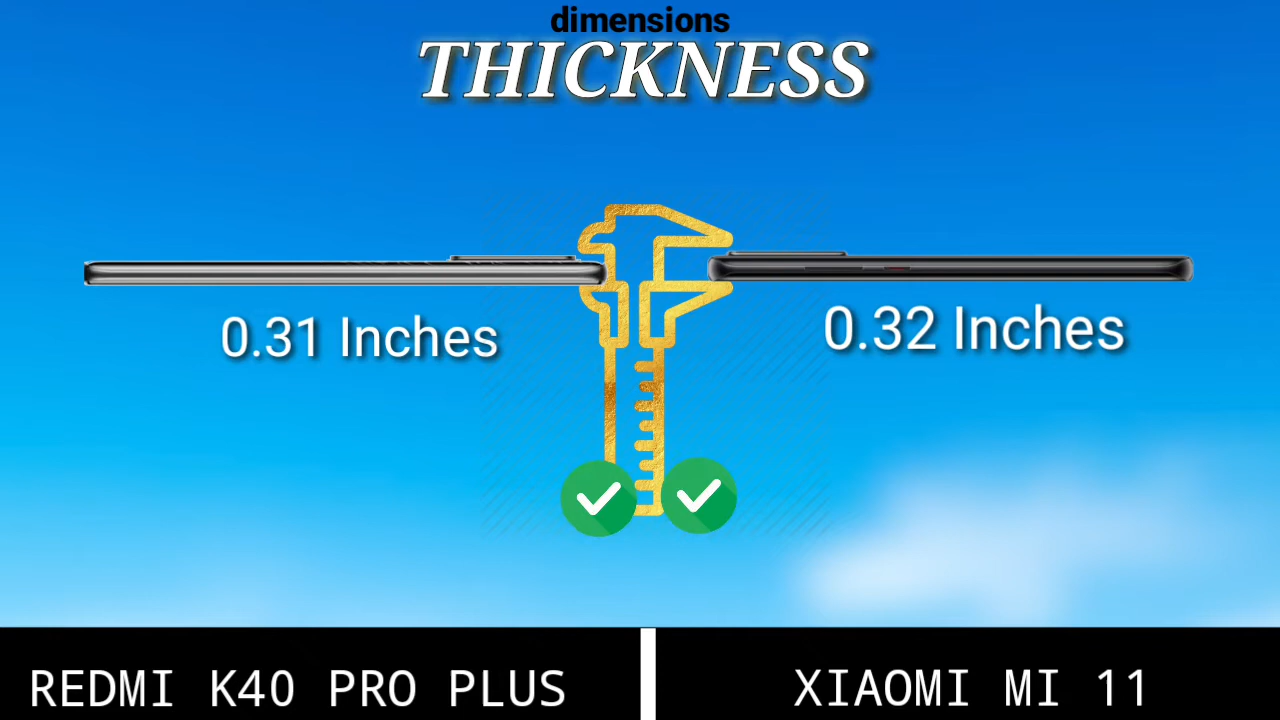 dimensions
THICKNESS
0.31 Inches
0.32 Inches
REDMI K40 PRO PLUS
XIAOMI MI 11